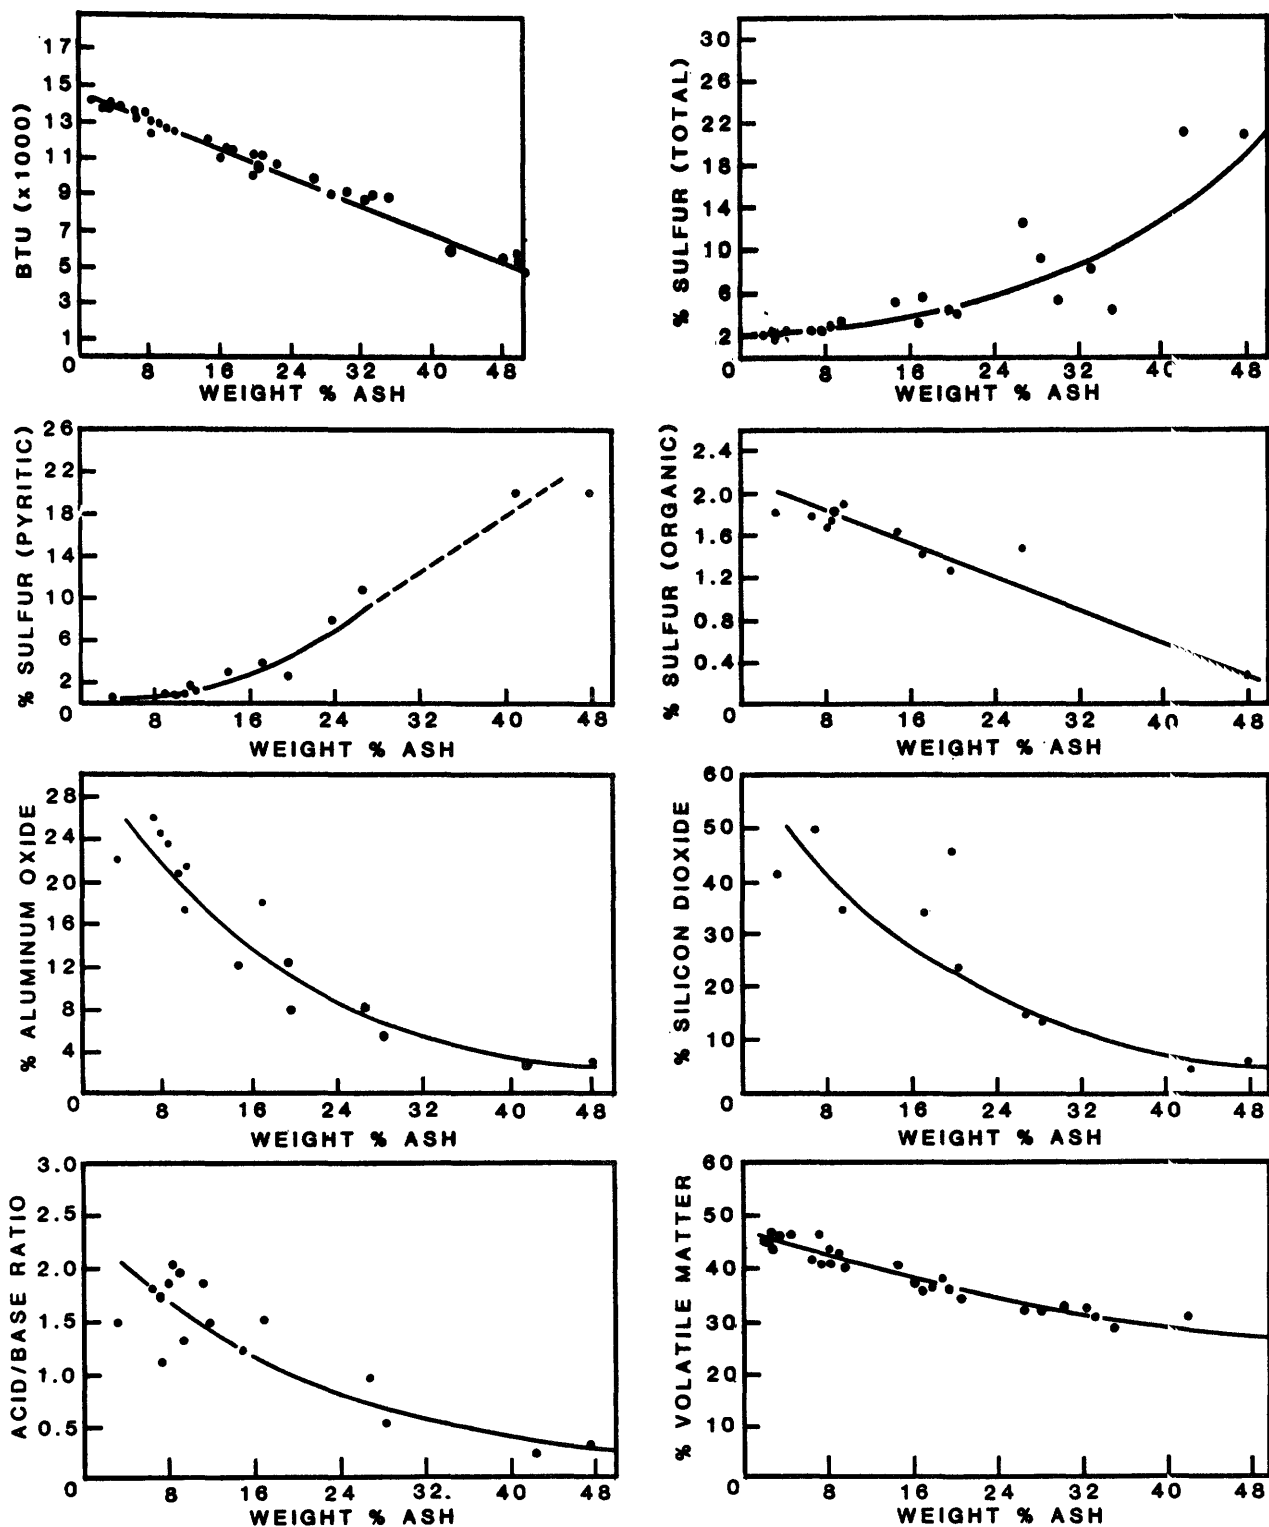 BTU (x1000)
17
15
13
11
9
7
5
3
1
0
8 16 24 32 40 48
WEIGHT % ASH
% SULFUR (TOTAL)
30
26
22
18
14
10
6
2
0
8 16 24 32 40 48
WEIGHT % ASH
% SULFUR (PYRITIC)
26
22
18
14
10
6
2
0
8 16 24 32 40 48
WEIGHT % ASH
% SULFUR (ORGANIC)
2.4
2.0
1.6
1.2
0.8
0.4
0
8 16 24 32 40 48
WEIGHT % ASH
% ALUMINUM OXIDE
28
24
20
16
12
8
4
0
8 16 24 32 40 48
WEIGHT % ASH
% SILICON DIOXIDE
60
50
40
30
20
10
0
8 16 24 32 40 48
WEIGHT % ASH
ACID/BASE RATIO
3.0
2.5
2.0
1.5
1.0
0.5
0
8 16 24 32. 40 48
WEIGHT % ASH
% VOLATILE MATTER
60
50
40
30
20
10
0
8 16 24 32 40 48
WEIGHT % ASH